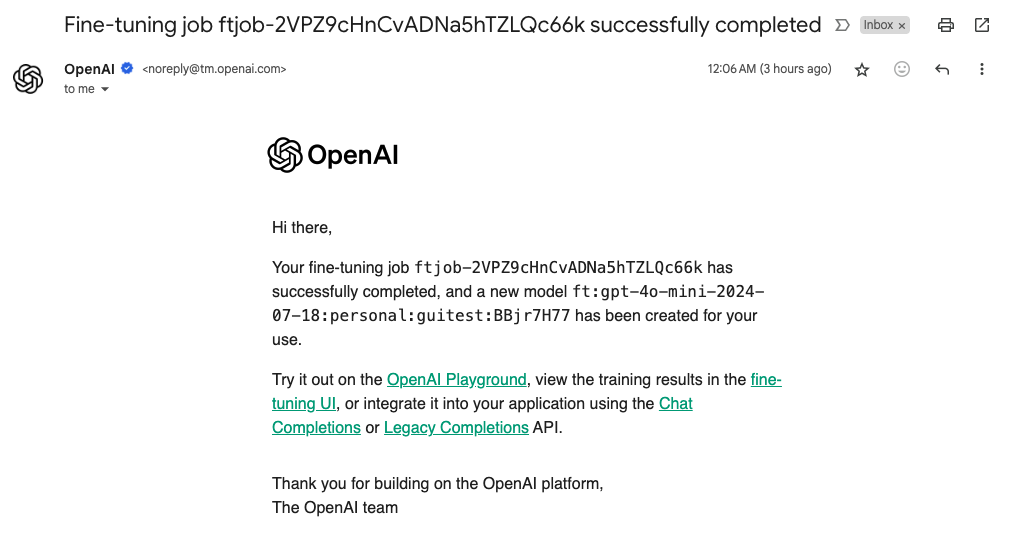 Fine-tuning job ftjob-2VPZ9cHnCvADNa5hTZLQc66k successfully completed Inbox ×
OpenAI <noreply@tm.openai.com> 12:06 AM (3 hours ago)
to me
OpenAI
Hi there,
Your fine-tuning job ftjob-2VPZ9cHnCvADNa5hTZLQc66k has
successfully completed, and a new model ft:gpt-4o-mini-2024-
07-18:personal:guitest:BBjr7H77 has been created for your
use.
Try it out on the OpenAI Playground, view the training results in the fine-
tuning UI, or integrate it into your application using the Chat
Completions or Legacy Completions API.
Thank you for building on the OpenAI platform,
The OpenAI team